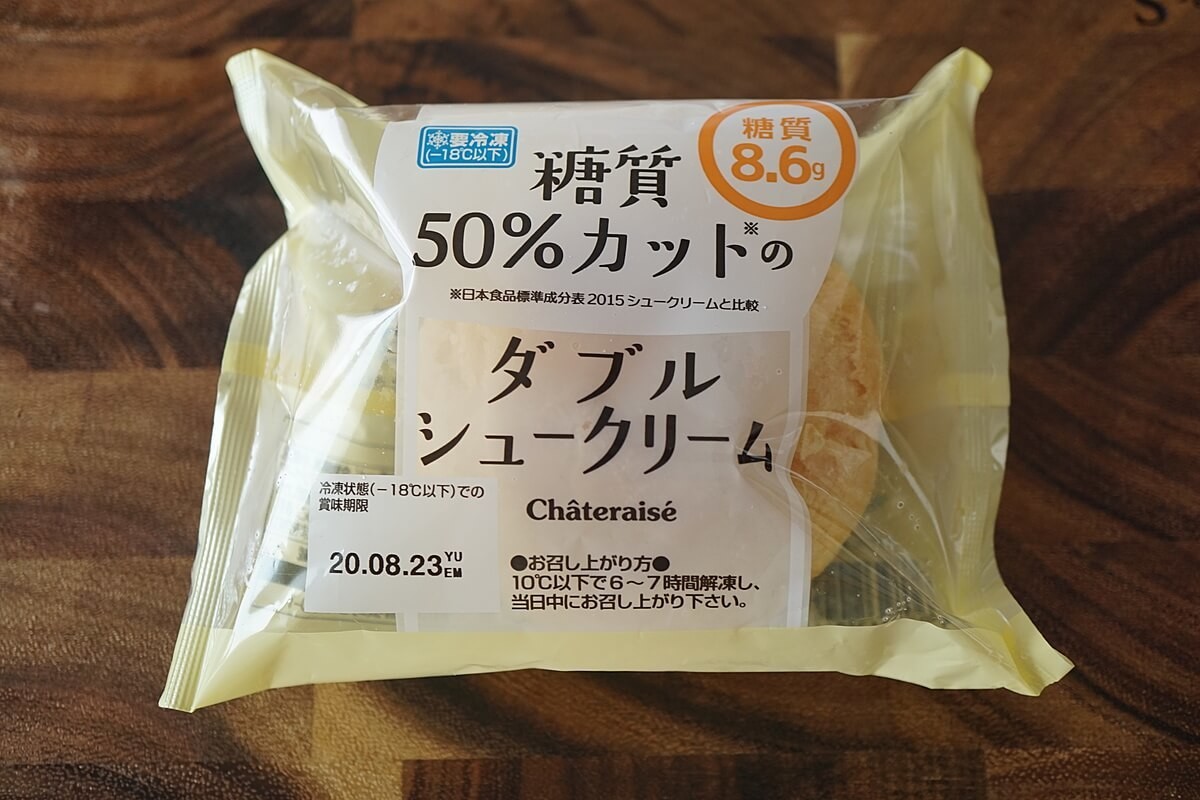 要冷凍
(-18℃以下)
糖質
8.6g
糖質
50%カット※の
※日本食品標準成分表2015シュークリームと比較
ダブル
シュークリーム
Châteraisé
冷凍状態(-18℃以下)での
賞味期限
20.08.23 YU
EM
●お召し上がり方●
10℃以下で6～7時間解凍し、
当日中にお召し上がり下さい。